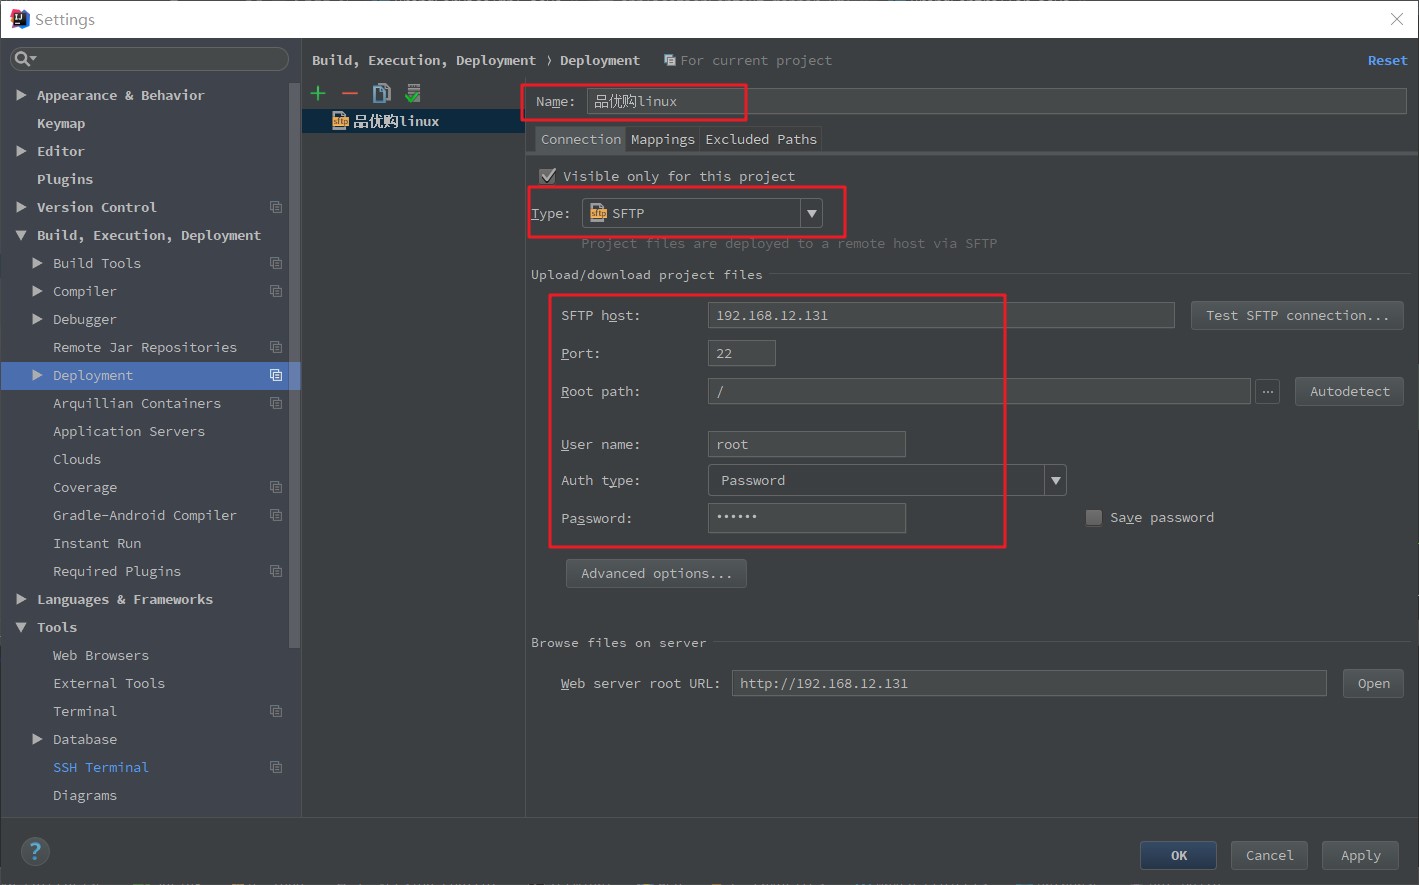 Settings
Build, Execution, Deployment › Deployment
For current project
Reset
Appearance & Behavior
Keymap
Editor
Plugins
Version Control
Build, Execution, Deployment
Build Tools
Compiler
Debugger
Remote Jar Repositories
Deployment
Arquillian Containers
Application Servers
Clouds
Coverage
Gradle-Android Compiler
Instant Run
Required Plugins
Languages & Frameworks
Tools
Web Browsers
External Tools
Terminal
Database
SSH Terminal
Diagrams
品优购linux
Name: 品优购linux
Connection Mappings Excluded Paths
Visible only for this project
Type: SFTP
Project files are deployed to a remote host via SFTP
Upload/download project files
SFTP host: 192.168.12.131 Test SFTP connection...
Port: 22
Root path: / ... Autodetect
User name: root
Auth type: Password
Password: •••••• Save password
Advanced options...
Browse files on server
Web server root URL: http://192.168.12.131 Open
? OK Cancel Apply